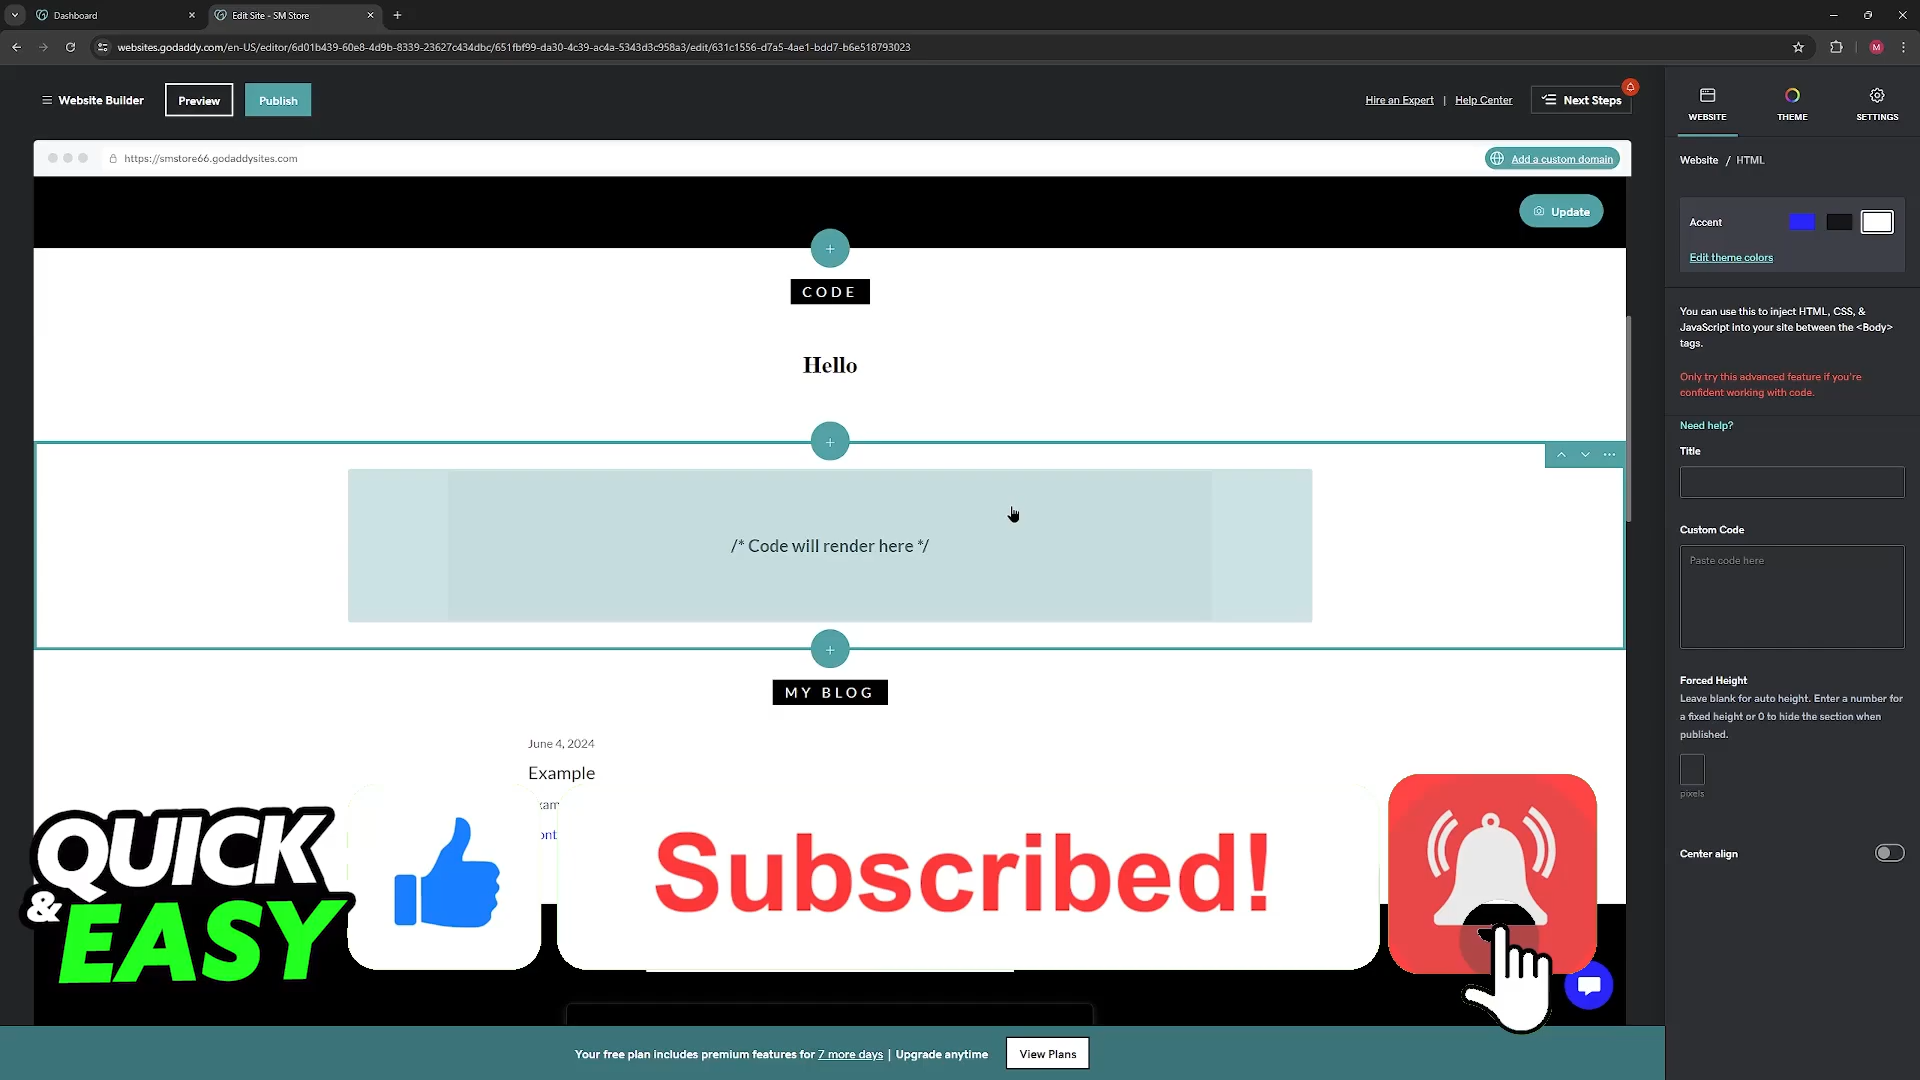 Dashboard
Edit Site - SM Store
websites.godaddy.com/en-US/editor/6d01b439-60e8-4d9b-8339-23627c434dbc/651fbf99-da30-4c39-ac4a-5343d3c958a3/edit/631c1556-d7a5-4ae1-bdd7-b6e518793023
M
Website Builder
Preview
Publish
Hire an Expert | Help Center
Next Steps
WEBSITE
THEME
SETTINGS
https://smstore66.godaddysites.com
Add a custom domain
Website / HTML
Update
Accent
Edit theme colors
CODE
Hello
You can use this to inject HTML, CSS, &
JavaScript into your site between the <Body>
tags.
Only try this advanced feature if you're
confident working with code.
Need help?
Title
Custom Code
Paste code here
/* Code will render here */
Forced Height
Leave blank for auto height. Enter a number for
a fixed height or 0 to hide the section when
published.
pixels
Center align
MY BLOG
June 4, 2024
Example
QUICK
& EASY
Subscribed!
Your free plan includes premium features for 7 more days | Upgrade anytime
View Plans